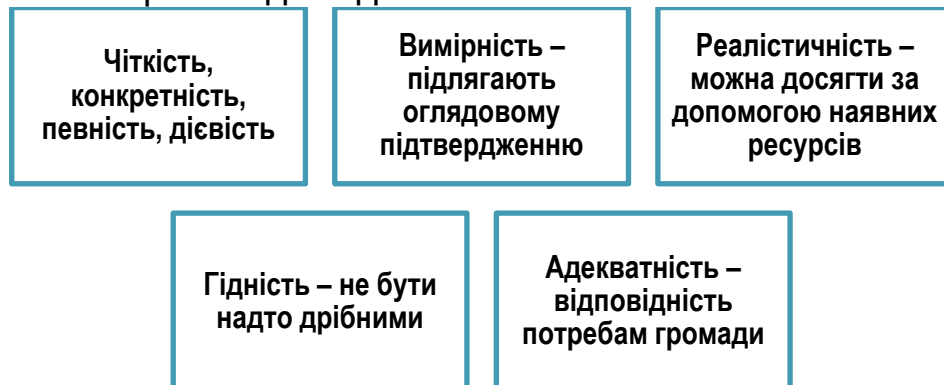 Чіткість,
конкретність,
певність, дієвість
Вимірність –
підлягають
оглядовому
підтвердженню
Реалістичність –
можна досягти за
допомогою наявних
ресурсів
Гідність – не бути
надто дрібними
Адекватність –
відповідність
потребам громади